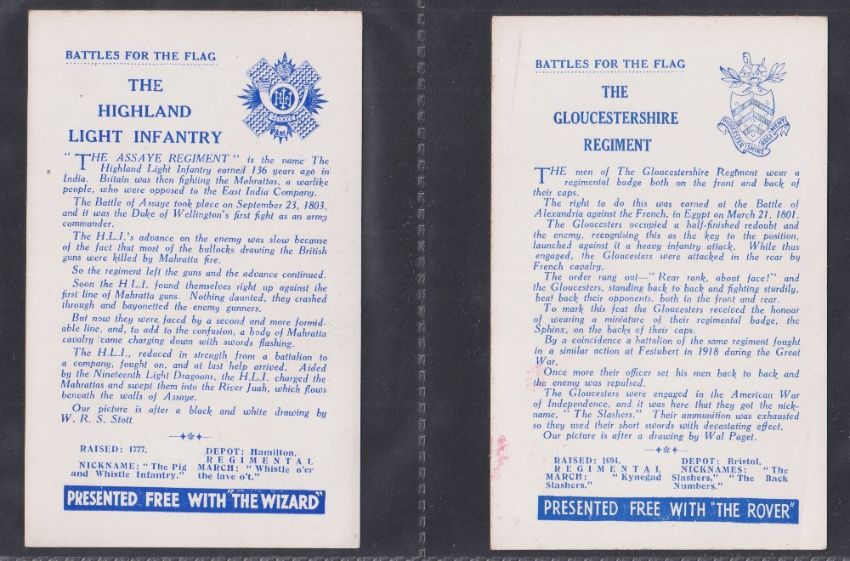 BATTLES FOR THE FLAG
THE
HIGHLAND
LIGHT INFANTRY
"THE ASSAYE REGIMENT" is the name The
Highland Light Infantry earned 136 years ago in
India. Britain was then fighting the Mahrattas, a warlike
people, who were opposed to the East India Company.
The Battle of Assaye took place on September 23, 1803,
and it was the Duke of Wellington's first fight as an army
commander.
The H.L.I.'s advance on the enemy was slow because
of the fact that most of the bullocks drawing the British
guns were killed by Mahratta fire.
So the regiment left the guns and the advance continued.
Soon the H.L.I. found themselves right up against the
first line of Mahratta guns. Nothing daunted, they crashed
through and bayonetted the enemy gunners.
But now they were faced by a second and more formid-
able line, and, to add to the confusion, a body of Mahratta
cavalry came charging down with swords flashing.
The H.L.I., reduced in strength from a battalion to
a company, fought on, and at last help arrived. Aided
by the Nineteenth Light Dragoons, the H.L.I. charged the
Mahrattas and swept them into the River Juah, which flows
beneath the walls of Assaye.
Our picture is after a black and white drawing by
W. R. S. Stott
RAISED: 1777. DEPOT: Hamilton.
REGIMENTAL
NICKNAME: "The Pig MARCH: "Whistle o'er
and Whistle Infantry." the lave o't."
PRESENTED FREE WITH "THE WIZARD"
BATTLES FOR THE FLAG
THE
GLOUCESTERSHIRE
REGIMENT
GLOUCESTERSHIRE REGIMENT
THE men of The Gloucestershire Regiment wear a
regimental badge both on the front and back of
their caps.
The right to do this was earned at the Battle of
Alexandria against the French, in Egypt on March 21, 1801.
The Gloucesters occupied a half-finished redoubt and
the enemy, recognising this as the key to the position,
launched against it a heavy infantry attack. While thus
engaged, the Gloucesters were attacked in the rear by
French cavalry.
The order rang out—"Rear rank, about face!" and
the Gloucesters, standing back to back and fighting sturdily,
beat back their opponents, both in the front and rear.
To mark this feat the Gloucesters received the honour
of wearing a miniature of their regimental badge, the
Sphinx, on the backs of their caps.
By a coincidence a battalion of the same regiment fought
in a similar action at Festubert in 1918 during the Great
War.
Once more their officer set his men back to back and
the enemy was repulsed.
The Gloucesters were engaged in the American War
of Independence, and it was here that they got the nick-
name, "The Slashers." Their ammunition was exhausted
so they used their short swords with devastating effect.
Our picture is after a drawing by Wal Paget.
RAISED: 1694. DEPOT: Bristol.
REGIMENTAL NICKNAMES: "The
MARCH: "Kynegad Slashers," "The Back
Slashers." Numbers."
PRESENTED FREE WITH "THE ROVER"